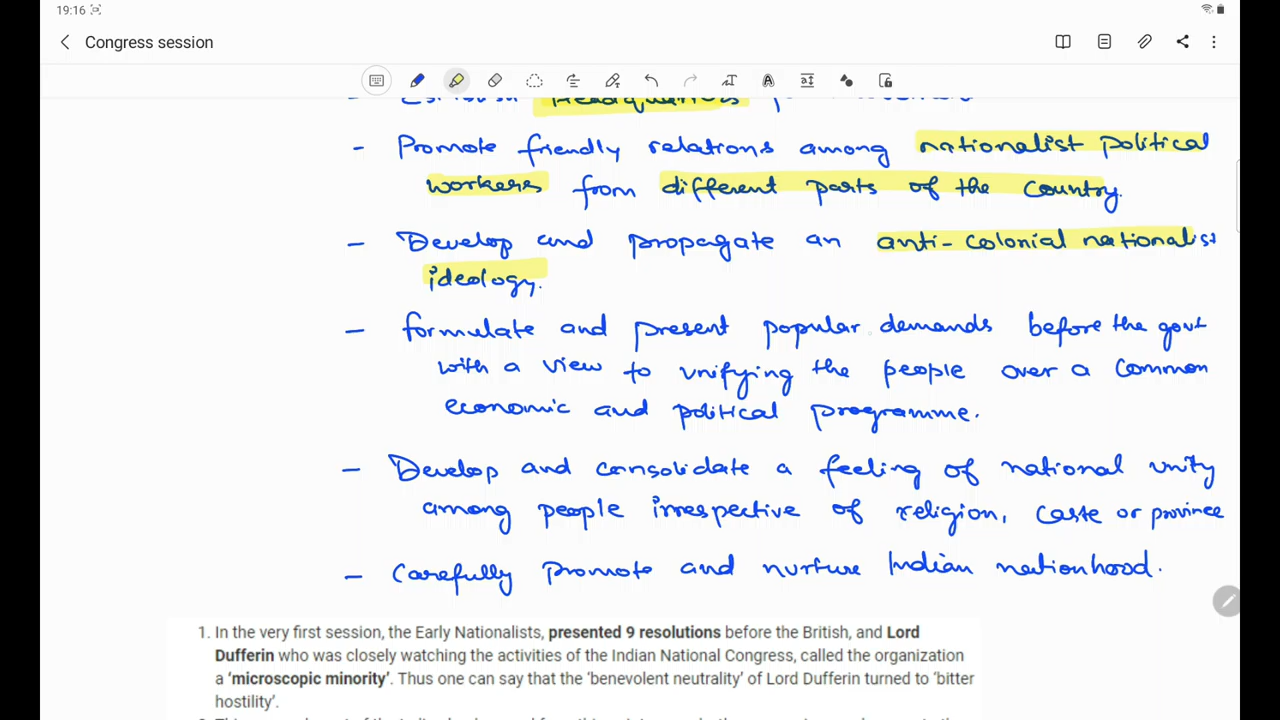 19:16
Congress session
Headquarters
- Promote friendly relations among nationalist political
workers from different parts of the country.
- Develop and propagate an anti-colonial nationalist
ideology.
- formulate and present popular demands before the govt
with a view to unifying the people over a common
economic and political programme.
- Develop and consolidate a feeling of national unity
among people irrespective of religion, caste or province
- Carefully promote and nurture Indian nationhood.
1. In the very first session, the Early Nationalists, presented 9 resolutions before the British, and Lord
Dufferin who was closely watching the activities of the Indian National Congress, called the organization
a 'microscopic minority'. Thus one can say that the 'benevolent neutrality' of Lord Dufferin turned to 'bitter
hostility'.